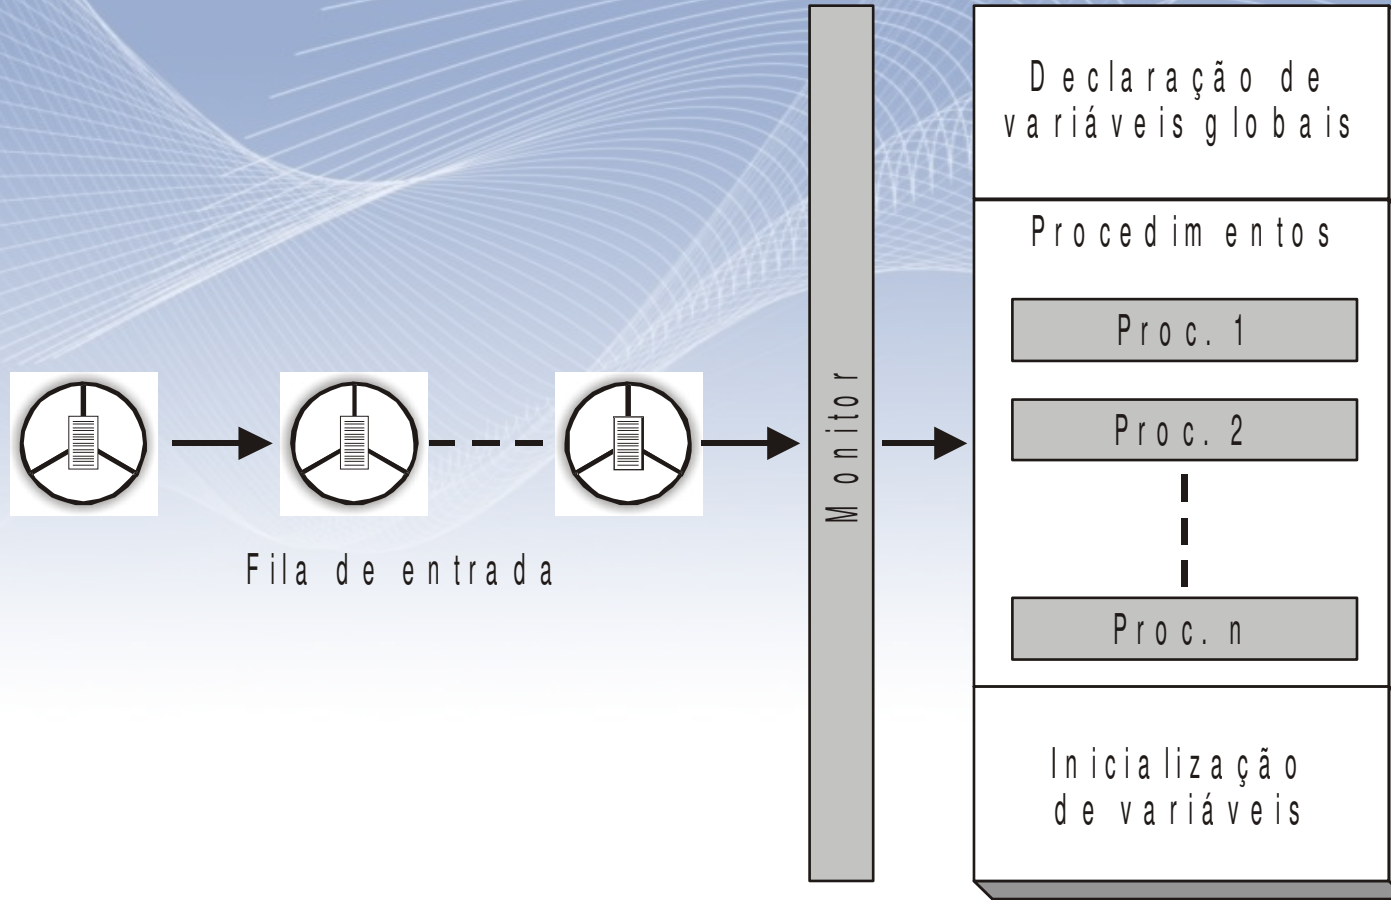 Declaração de
variáveis globais
Procedimentos
Proc. 1
Proc. 2
Proc. n
Inicialização
de variáveis
Monitor
Fila de entrada